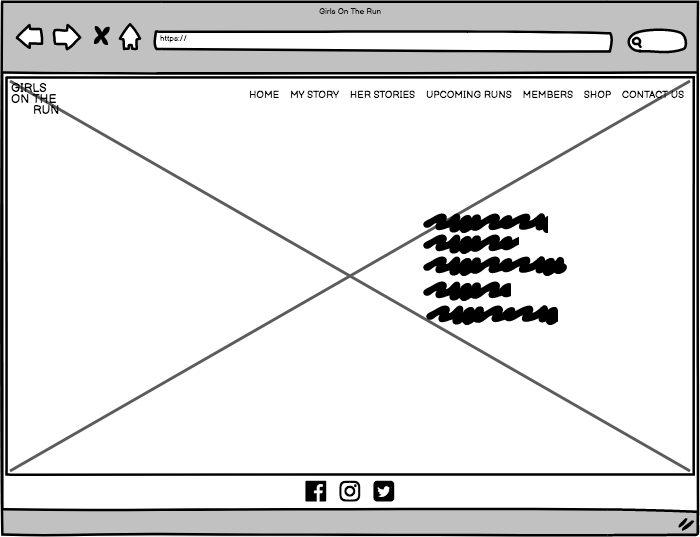 Girls On The Run
https://
GIRLS
ON THE
RUN
HOME MY STORY HER STORIES UPCOMING RUNS MEMBERS SHOP CONTACT US